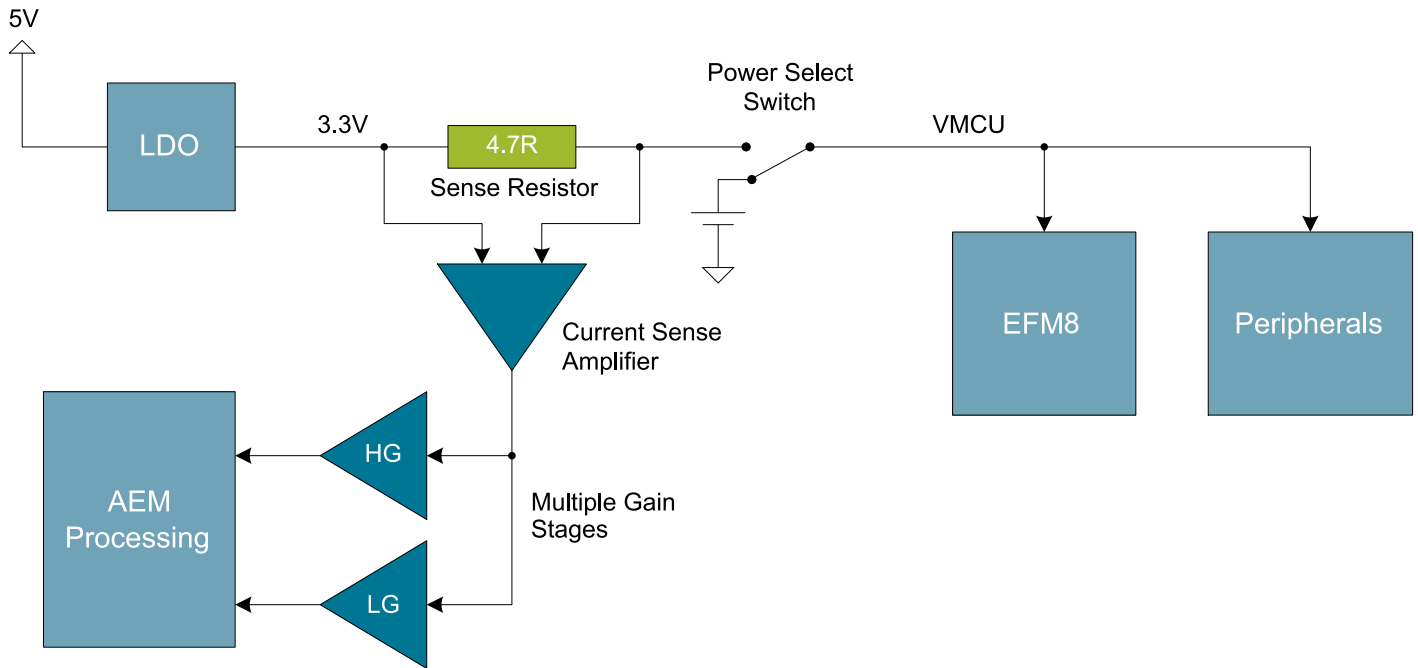 5V
LDO
3.3V
4.7R
Sense Resistor
Power Select
Switch
VMCU
EFM8
Peripherals
Current Sense
Amplifier
HG
Multiple Gain
Stages
LG
AEM
Processing